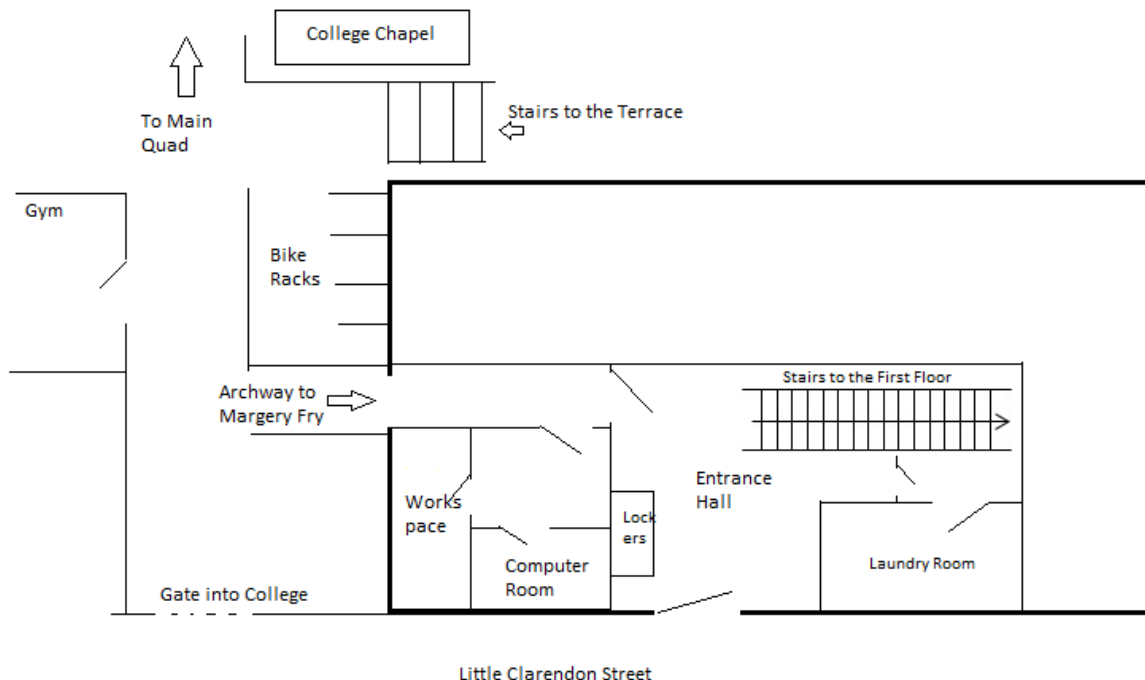 College Chapel
To Main
Quad
Stairs to the Terrace
Gym
Bike
Racks
Stairs to the First Floor
Archway to
Margery Fry
Works
pace
Entrance
Hall
Lock
ers
Computer
Room
Laundry Room
Gate into College
Little Clarendon Street